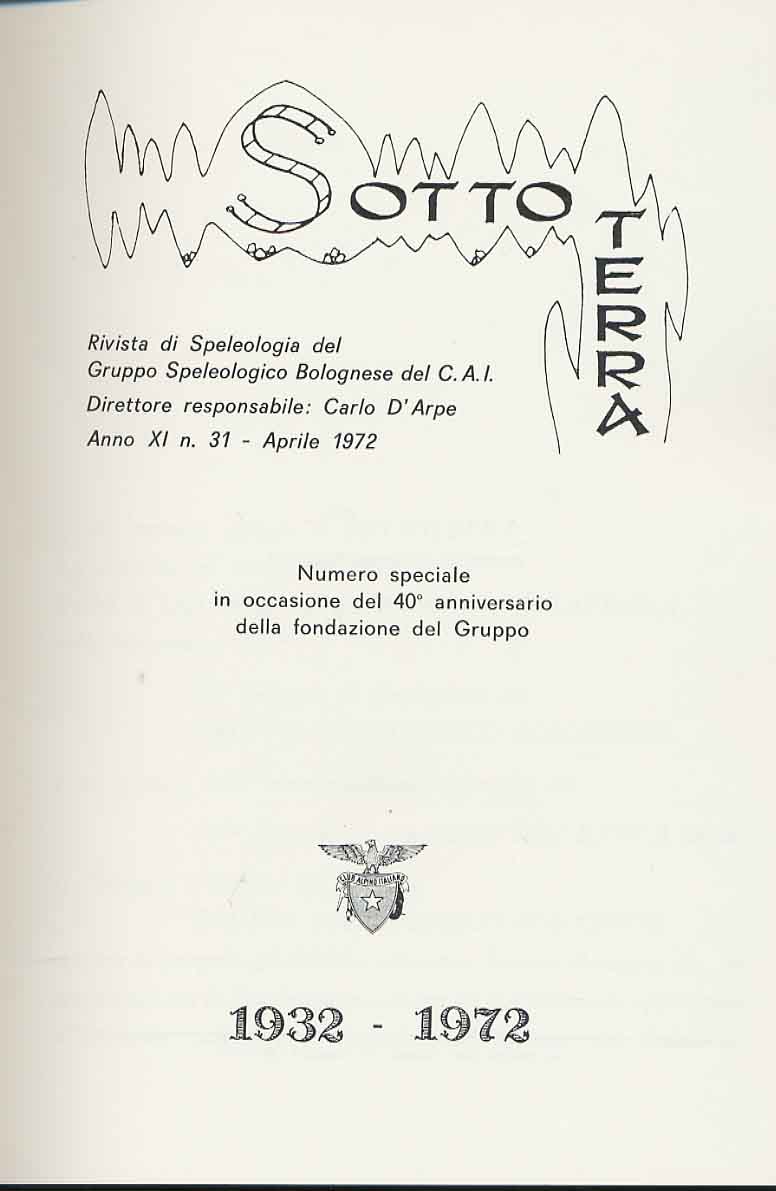 SOTTO
TERRA
Rivista di Speleologia del
Gruppo Speleologico Bolognese del C.A.I.
Direttore responsabile: Carlo D'Arpe
Anno XI n. 31 - Aprile 1972
Numero speciale
in occasione del 40° anniversario
della fondazione del Gruppo
CLUB ALPINO ITALIANO
1932 - 1972